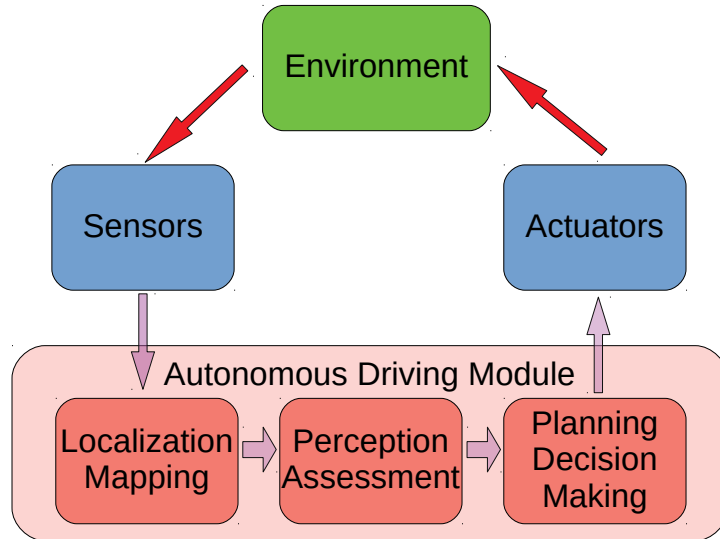 Environment
Sensors
Actuators
Autonomous Driving Module
Localization
Mapping
Perception
Assessment
Planning
Decision
Making